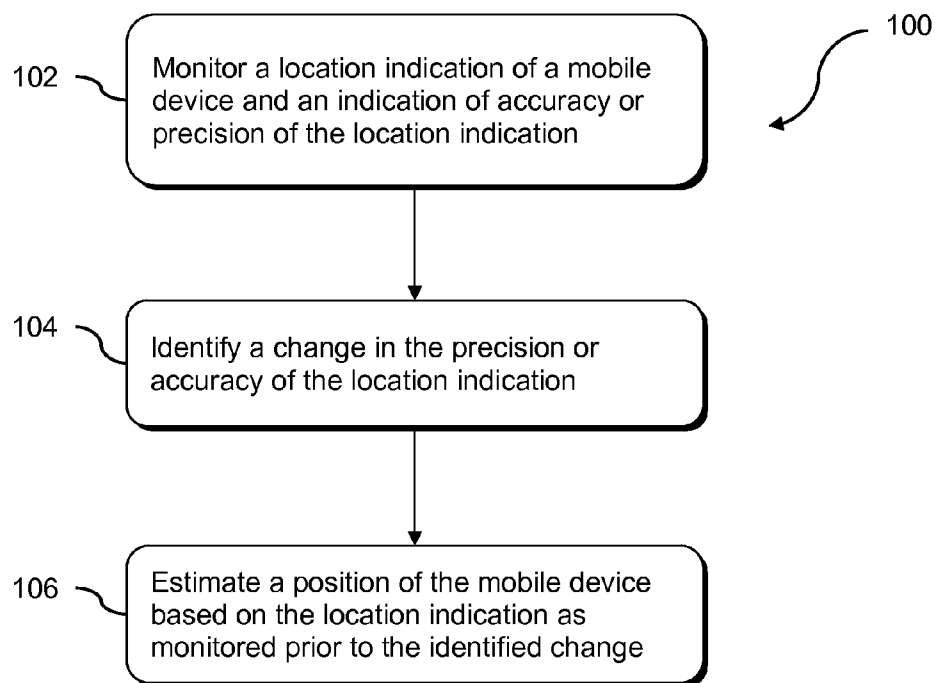 100
102
Monitor a location indication of a mobile
device and an indication of accuracy or
precision of the location indication
104
Identify a change in the precision or
accuracy of the location indication
106
Estimate a position of the mobile device
based on the location indication as
monitored prior to the identified change